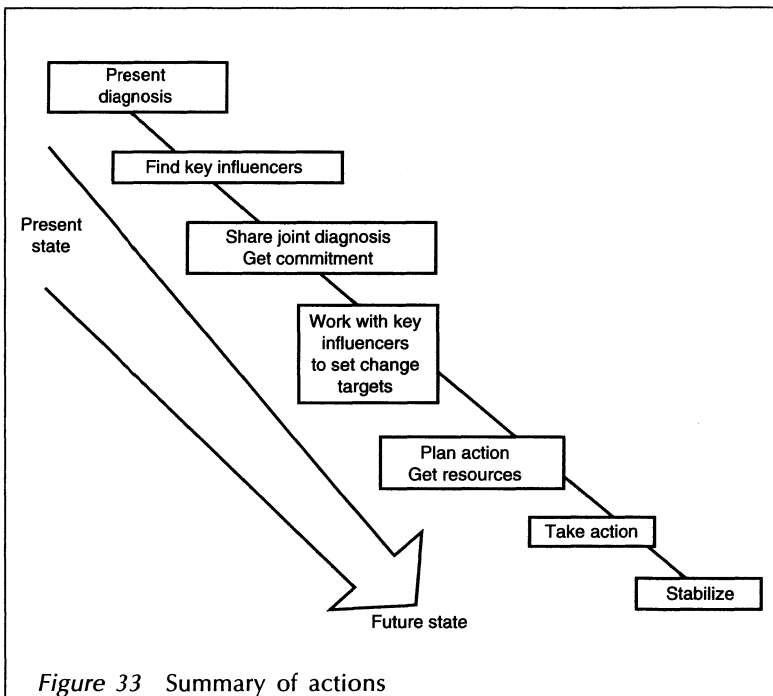 Present
diagnosis
Find key influencers
Present
state
Share joint diagnosis
Get commitment
Work with key
influencers
to set change
targets
Plan action
Get resources
Take action
Stabilize
Future state
Figure 33 Summary of actions